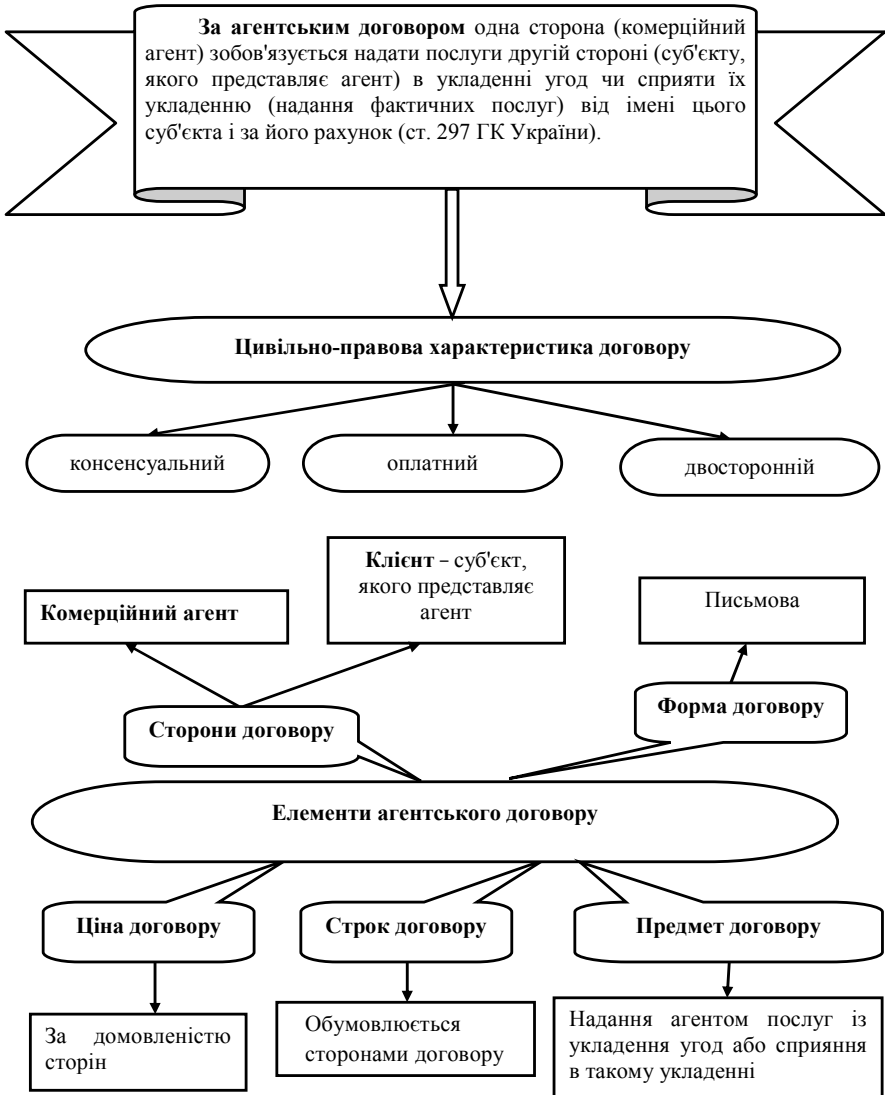 За агентським договором одна сторона (комерційний
агент) зобов'язується надати послуги другій стороні (суб'єкту,
якого представляє агент) в укладенні угод чи сприяти їх
укладенню (надання фактичних послуг) від імені цього
суб'єкта і за його рахунок (ст. 297 ГК України).
Цивільно-правова характеристика договору
консенсуальний
оплатний
двосторонній
Комерційний агент
Клієнт – суб'єкт,
якого представляє
агент
Письмова
Сторони договору
Форма договору
Елементи агентського договору
Ціна договору
Строк договору
Предмет договору
За домовленістю
сторін
Обумовлюється
сторонами договору
Надання агентом послуг із
укладення угод або сприяння
в такому укладенні